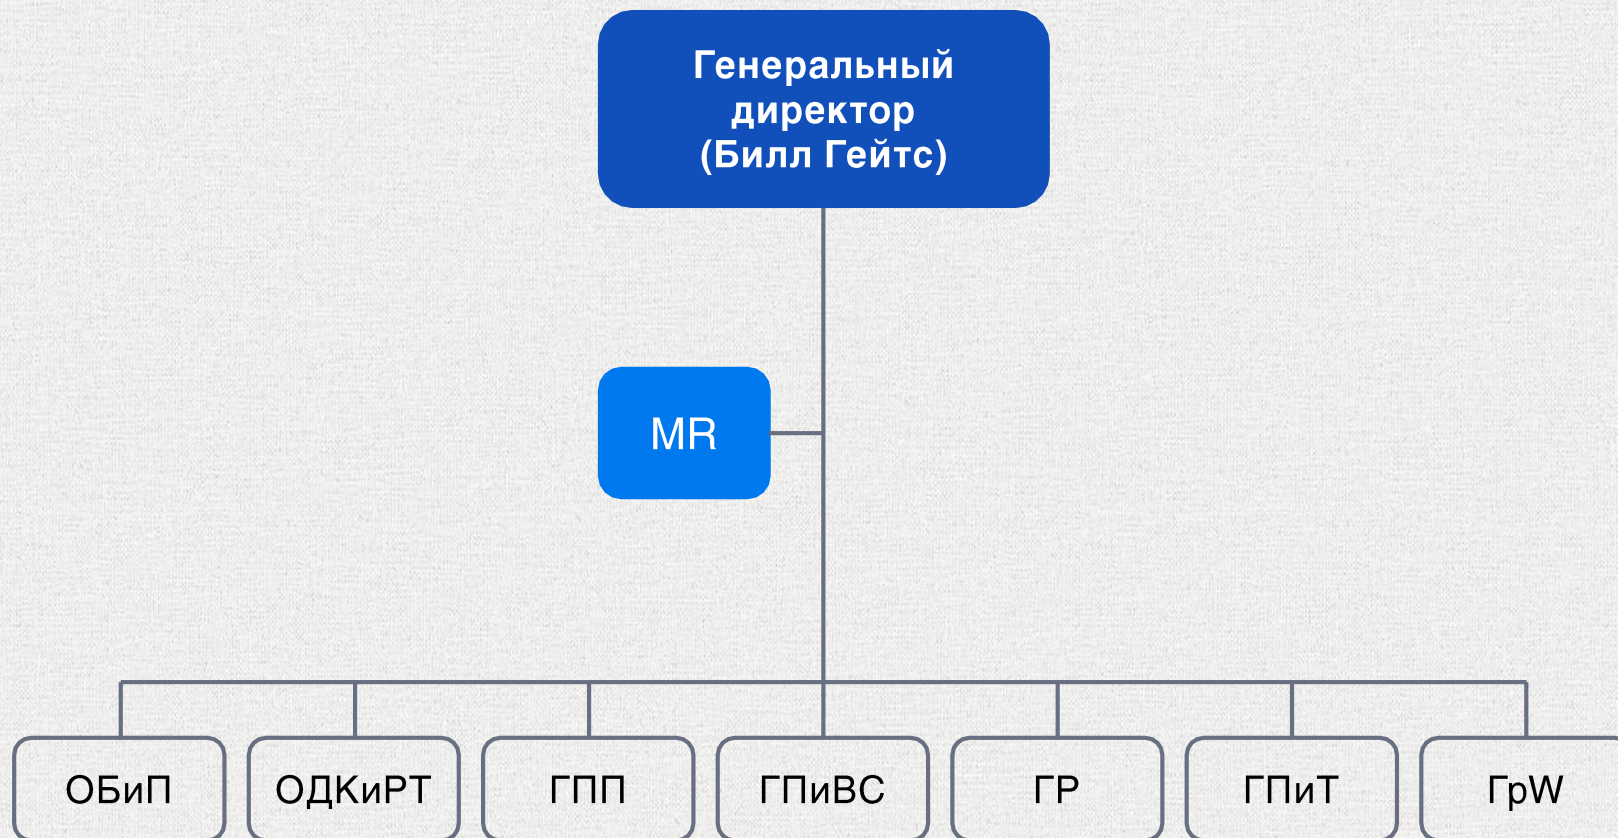 Генеральный
директор
(Билл Гейтс)
MR
ОБиП
ОДКиРТ
ГПП
ГПиВС
ГР
ГПиТ
ГрW